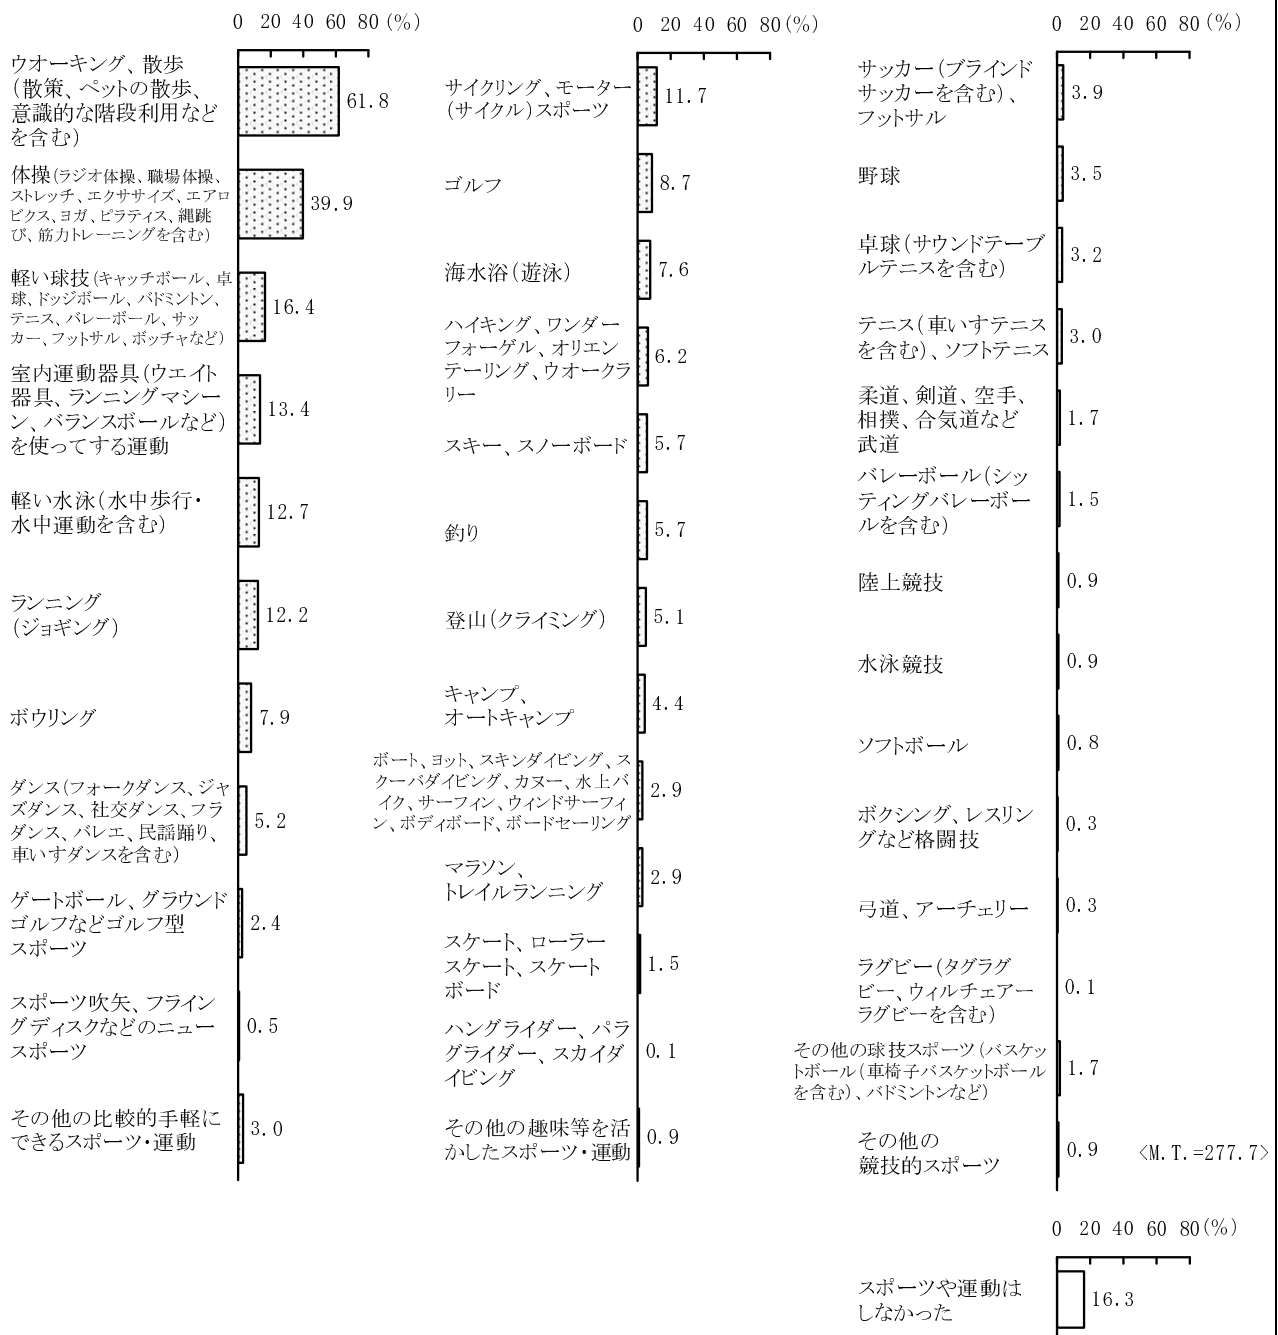 0 20 40 60 80 (%)
ウオーキング、散歩
(散策、ペットの散歩、
意識的な階段利用など
を含む)
61.8
体操(ラジオ体操、職場体操、
ストレッチ、エクササイズ、エアロ
ビクス、ヨガ、ピラティス、縄跳
び、筋力トレーニングを含む)
39.9
軽い球技(キャッチボール、卓
球、ドッジボール、バドミントン、
テニス、バレーボール、サッ
カー、フットサル、ボッチャなど)
16.4
室内運動器具(ウエイト
器具、ランニングマシー
ン、バランスボールなど)
を使ってする運動
13.4
軽い水泳(水中歩行・
水中運動を含む)
12.7
ランニング
(ジョギング)
12.2
ボウリング
7.9
ダンス(フォークダンス、ジャ
ズダンス、社交ダンス、フラ
ダンス、バレエ、民謡踊り、
車いすダンスを含む)
5.2
ゲートボール、グラウンド
ゴルフなどゴルフ型
スポーツ
2.4
スポーツ吹矢、フライン
グディスクなどのニュー
スポーツ
0.5
その他の比較的手軽に
できるスポーツ・運動
3.0
0 20 40 60 80 (%)
サイクリング、モーター
(サイクル)スポーツ
11.7
ゴルフ
8.7
海水浴(遊泳)
7.6
ハイキング、ワンダー
フォーゲル、オリエン
テーリング、ウオークラ
リー
6.2
スキー、スノーボード
5.7
釣り
5.7
登山(クライミング)
5.1
キャンプ、
オートキャンプ
4.4
ボート、ヨット、スキンダイビング、ス
クーバダイビング、カヌー、水上バ
イク、サーフィン、ウィンドサーフィ
ン、ボディボード、ボードセーリング
2.9
マラソン、
トレイルランニング
2.9
スケート、ローラー
スケート、スケート
ボード
1.5
ハングライダー、パラ
グライダー、スカイダ
イビング
0.1
その他の趣味等を活
かしたスポーツ・運動
0.9
0 20 40 60 80 (%)
サッカー(ブラインド
サッカーを含む)、
フットサル
3.9
野球
3.5
卓球(サウンドテーブ
ルテニスを含む)
3.2
テニス(車いすテニス
を含む)、ソフトテニス
3.0
柔道、剣道、空手、
相撲、合気道など
武道
1.7
バレーボール(シッ
ティングバレーボー
ルを含む)
1.5
陸上競技
0.9
水泳競技
0.9
ソフトボール
0.8
ボクシング、レスリン
グなど格闘技
0.3
弓道、アーチェリー
0.3
ラグビー(タグラグ
ビー、ウィルチェアー
ラグビーを含む)
0.1
その他の球技スポーツ(バスケッ
トボール(車椅子バスケットボール
を含む)、バドミントンなど)
1.7
その他の
競技的スポーツ
0.9
<M.T.=277.7>
0 20 40 60 80 (%)
スポーツや運動は
しなかった
16.3